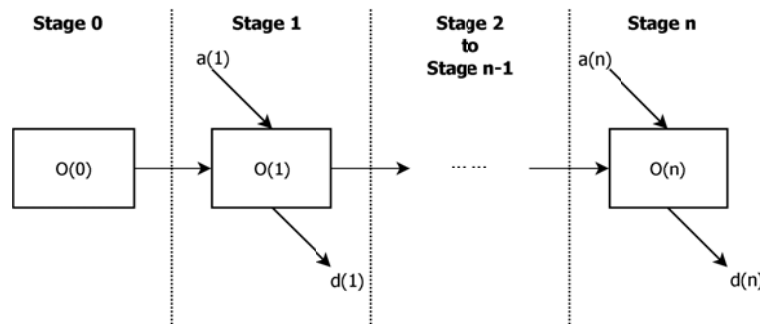 Stage 0
Stage 1
Stage 2
to
Stage n-1
Stage n
a(1)
a(n)
O(0)
O(1)
... ...
O(n)
d(1)
d(n)